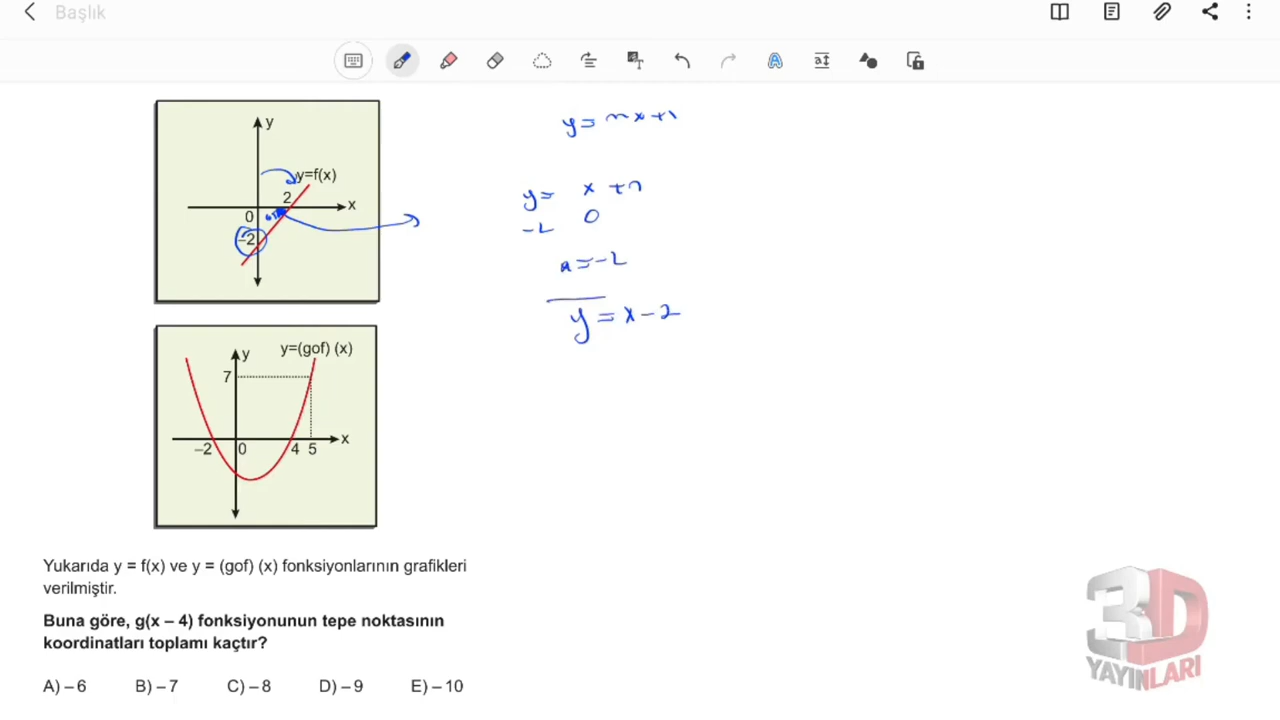 Başlık
y
y=f(x)
2
x
0
–2
y = mx + n
y = x + n
-2 0
n = -2
y = x - 2
y
y=(gof) (x)
7
x
–2 0 4 5
Yukarıda y = f(x) ve y = (gof) (x) fonksiyonlarının grafikleri
verilmiştir.
Buna göre, g(x – 4) fonksiyonunun tepe noktasının
koordinatları toplamı kaçtır?
A) – 6 B) – 7 C) – 8 D) – 9 E) – 10
3D
YAYINLARI